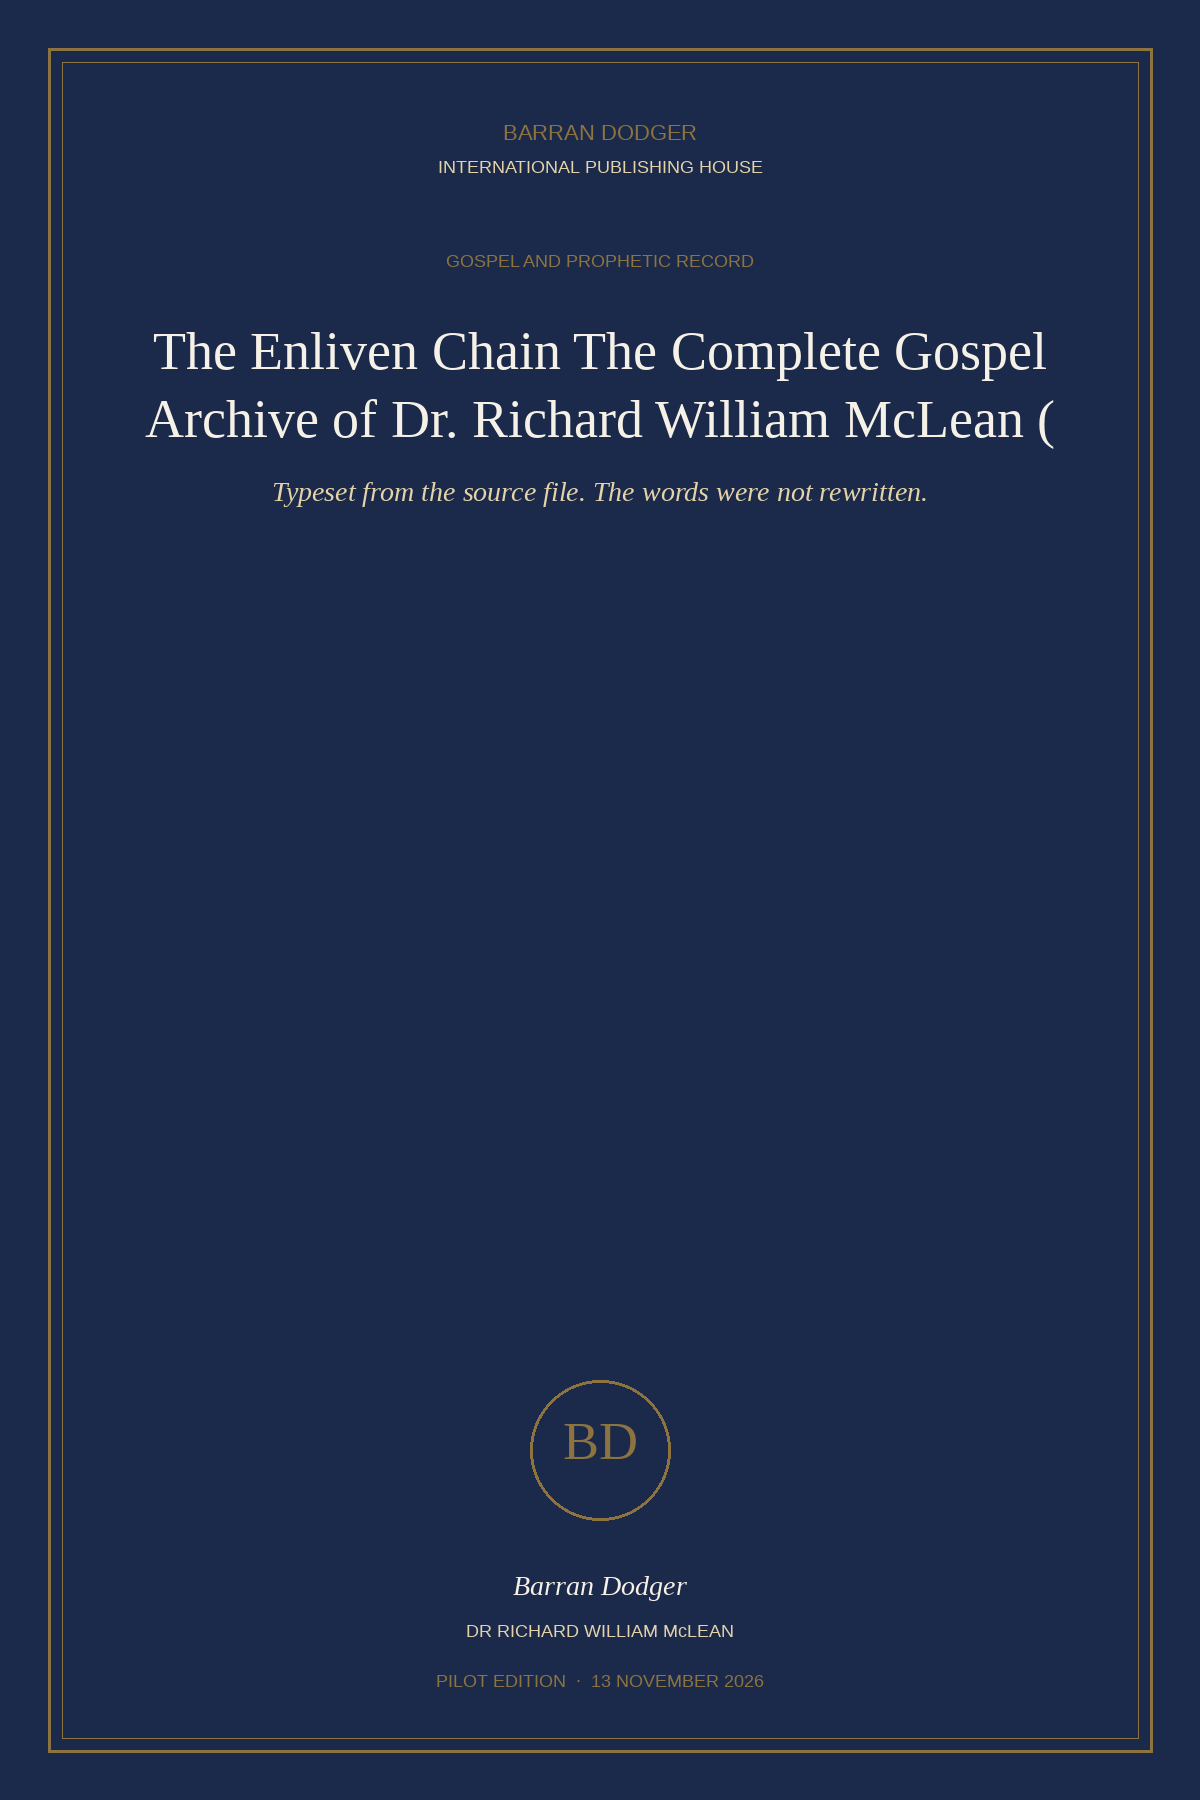 BARRAN DODGER
INTERNATIONAL PUBLISHING HOUSE
GOSPEL AND PROPHETIC RECORD
The Enliven Chain The Complete Gospel
Archive of Dr. Richard William McLean (
Typeset from the source file. The words were not rewritten.
BD
Barran Dodger
DR RICHARD WILLIAM McLEAN
PILOT EDITION · 13 NOVEMBER 2026